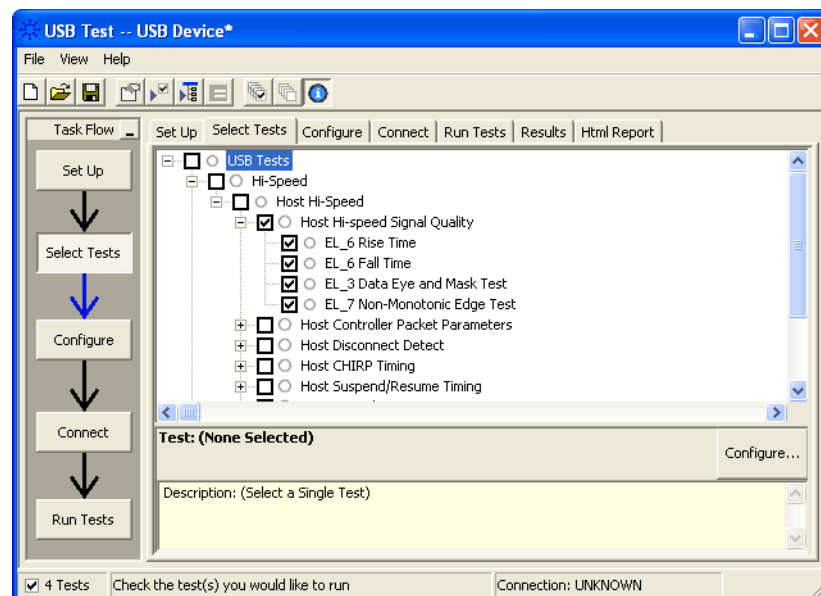 USB Test -- USB Device*
File View Help
Task Flow
Set Up
Select Tests
Configure
Connect
Run Tests
Set Up Select Tests Configure Connect Run Tests Results Html Report
USB Tests
Hi-Speed
Host Hi-Speed
Host Hi-speed Signal Quality
EL_6 Rise Time
EL_6 Fall Time
EL_3 Data Eye and Mask Test
EL_7 Non-Monotonic Edge Test
Host Controller Packet Parameters
Host Disconnect Detect
Host CHIRP Timing
Host Suspend/Resume Timing
Test: (None Selected)
Configure...
Description: (Select a Single Test)
4 Tests Check the test(s) you would like to run Connection: UNKNOWN